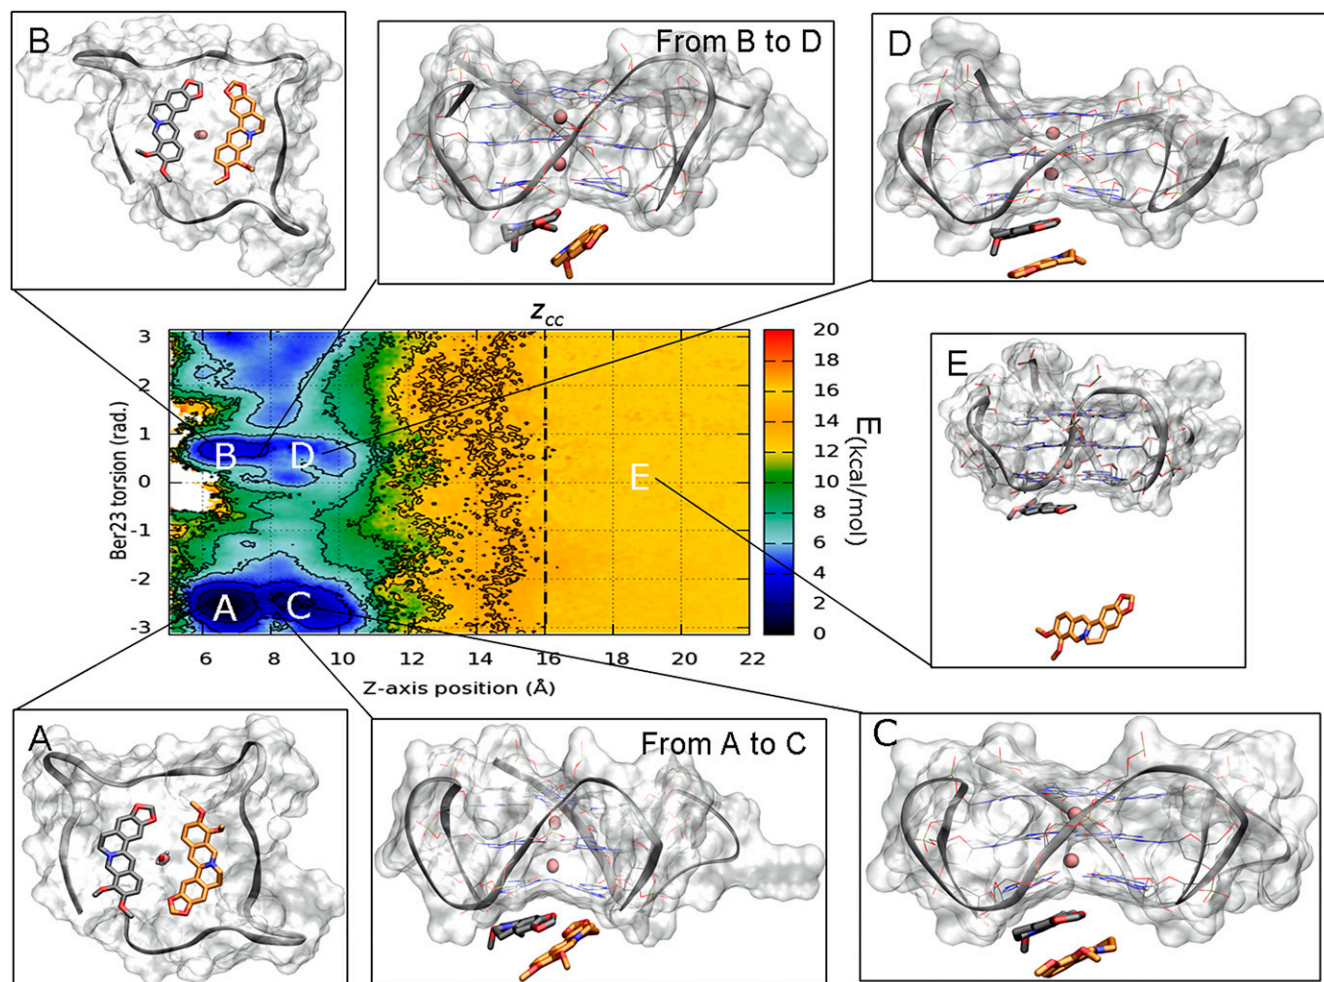 B
From B to D
D
z_cc
3
2
1
0
-1
-2
-3
Ber23 torsion (rad.)
B
D
A
C
E
6
8
10
12
14
16
18
20
22
Z-axis position (Å)
20
18
16
14
12
10
8
6
4
2
0
E(kcal/mol)
E
A
From A to C
C